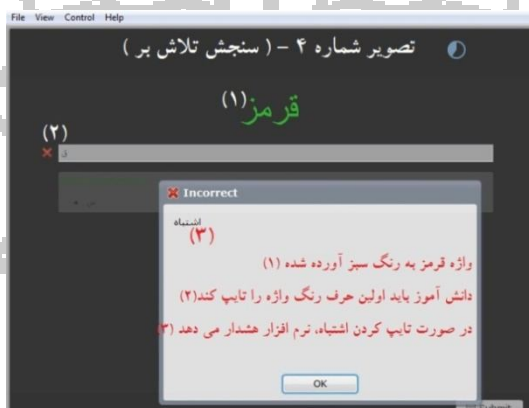 File View Control Help
تصویر شماره ۴ – ( سنجش تلاش بر )
قرمز (۱)
(۲)
ق
Incorrect
اشتباه
(۳)
واژه قرمز به رنگ سبز آورده شده (۱)
دانش آموز باید اولین حرف رنگ واژه را تایپ کند(۲)
در صورت تایپ کردن اشتباه، نرم افزار هشدار می دهد (۳)
OK
Submit